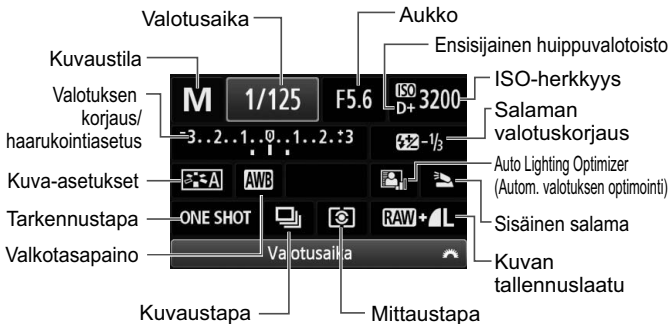 Valotusaika
Aukko
Kuvaustila
Ensisijainen huippuvalotoisto
ISO-herkkyys
Valotuksen
korjaus/
haarukointiasetus
Salaman
valotuskorjaus
Kuva-asetukset
Auto Lighting Optimizer
(Autom. valotuksen optimointi)
Tarkennustapa
Sisäinen salama
Valkotasapaino
Kuvan
tallennuslaatu
Kuvaustapa
Mittaustapa
M 1/125 F5.6 ISO D+ 3200
-3..2..1..0..1..2.+3 -1/3
A AWB
ONE SHOT RAW+L
Valotusaika